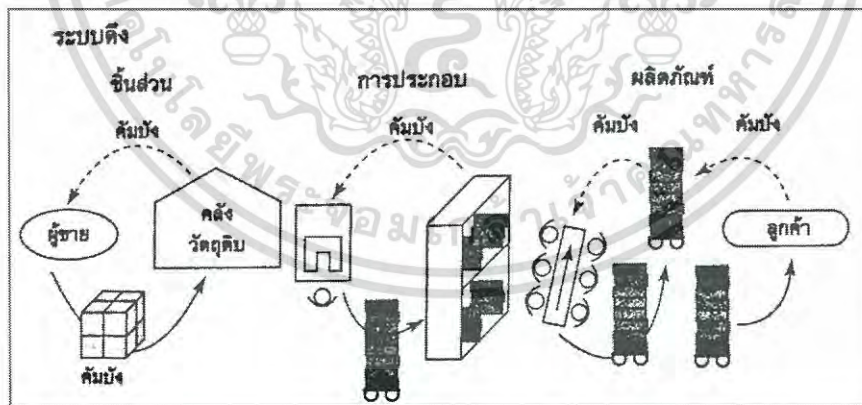 ระบบดึง
ชิ้นส่วน
การประกอบ
ผลิตภัณฑ์
คัมบัง
คัมบัง
คัมบัง
คัมบัง
ผู้ขาย
คลัง
วัตถุดิบ
ลูกค้า
คัมบัง